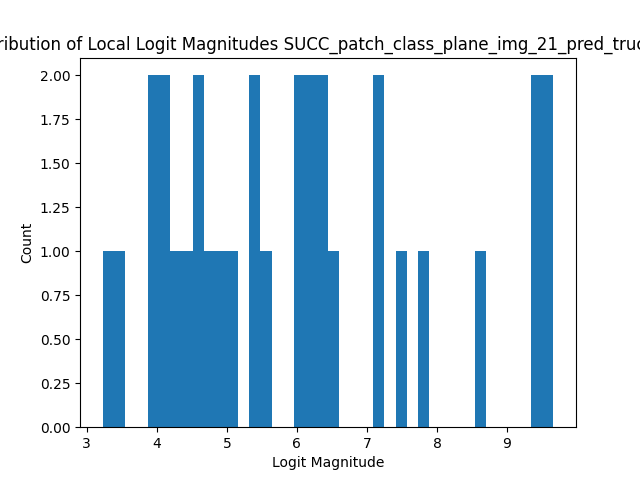 ribution of Local Logit Magnitudes SUCC_patch_class_plane_img_21_pred_truc
2.00
1.75
1.50
1.25
1.00
0.75
0.50
0.25
0.00
Count
3 4 5 6 7 8 9
Logit Magnitude